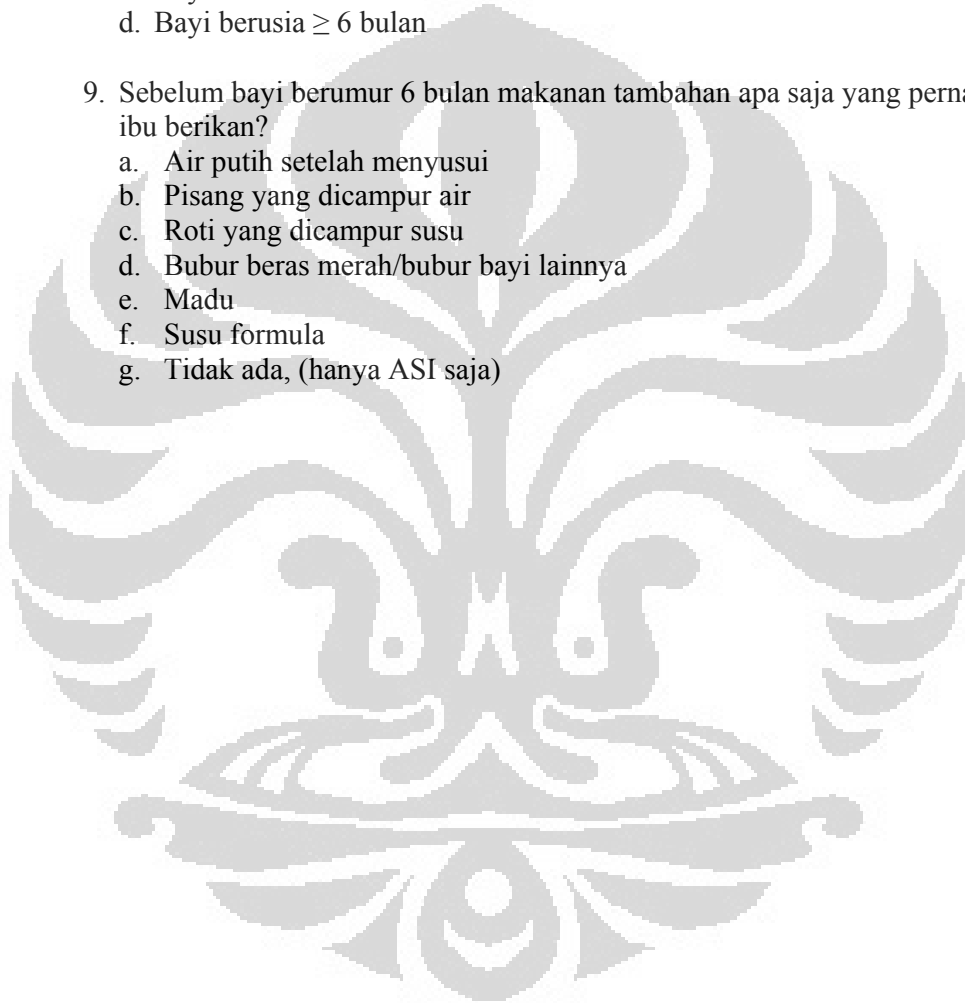 d. Bayi berusia ≥ 6 bulan
9. Sebelum bayi berumur 6 bulan makanan tambahan apa saja yang
ibu berikan?
a. Air putih setelah menyusui
b. Pisang yang dicampur air
c. Roti yang dicampur susu
d. Bubur beras merah/bubur bayi lainnya
e. Madu
f. Susu formula
g. Tidak ada, (hanya ASI saja)